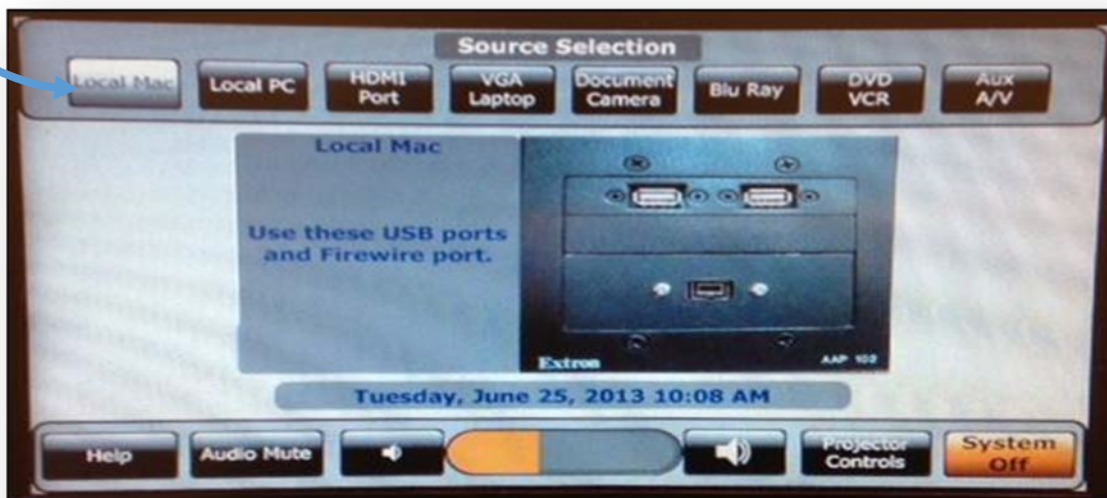 Source Selection
Local Mac
Local PC
HDMI
Port
VGA
Laptop
Document
Camera
Blu Ray
DVD
VCR
Aux
A/V
Local Mac
Use these USB ports
and Firewire port.
Extron
AAP 102
Tuesday, June 25, 2013 10:08 AM
Help
Audio Mute
Projector
Controls
System
Off